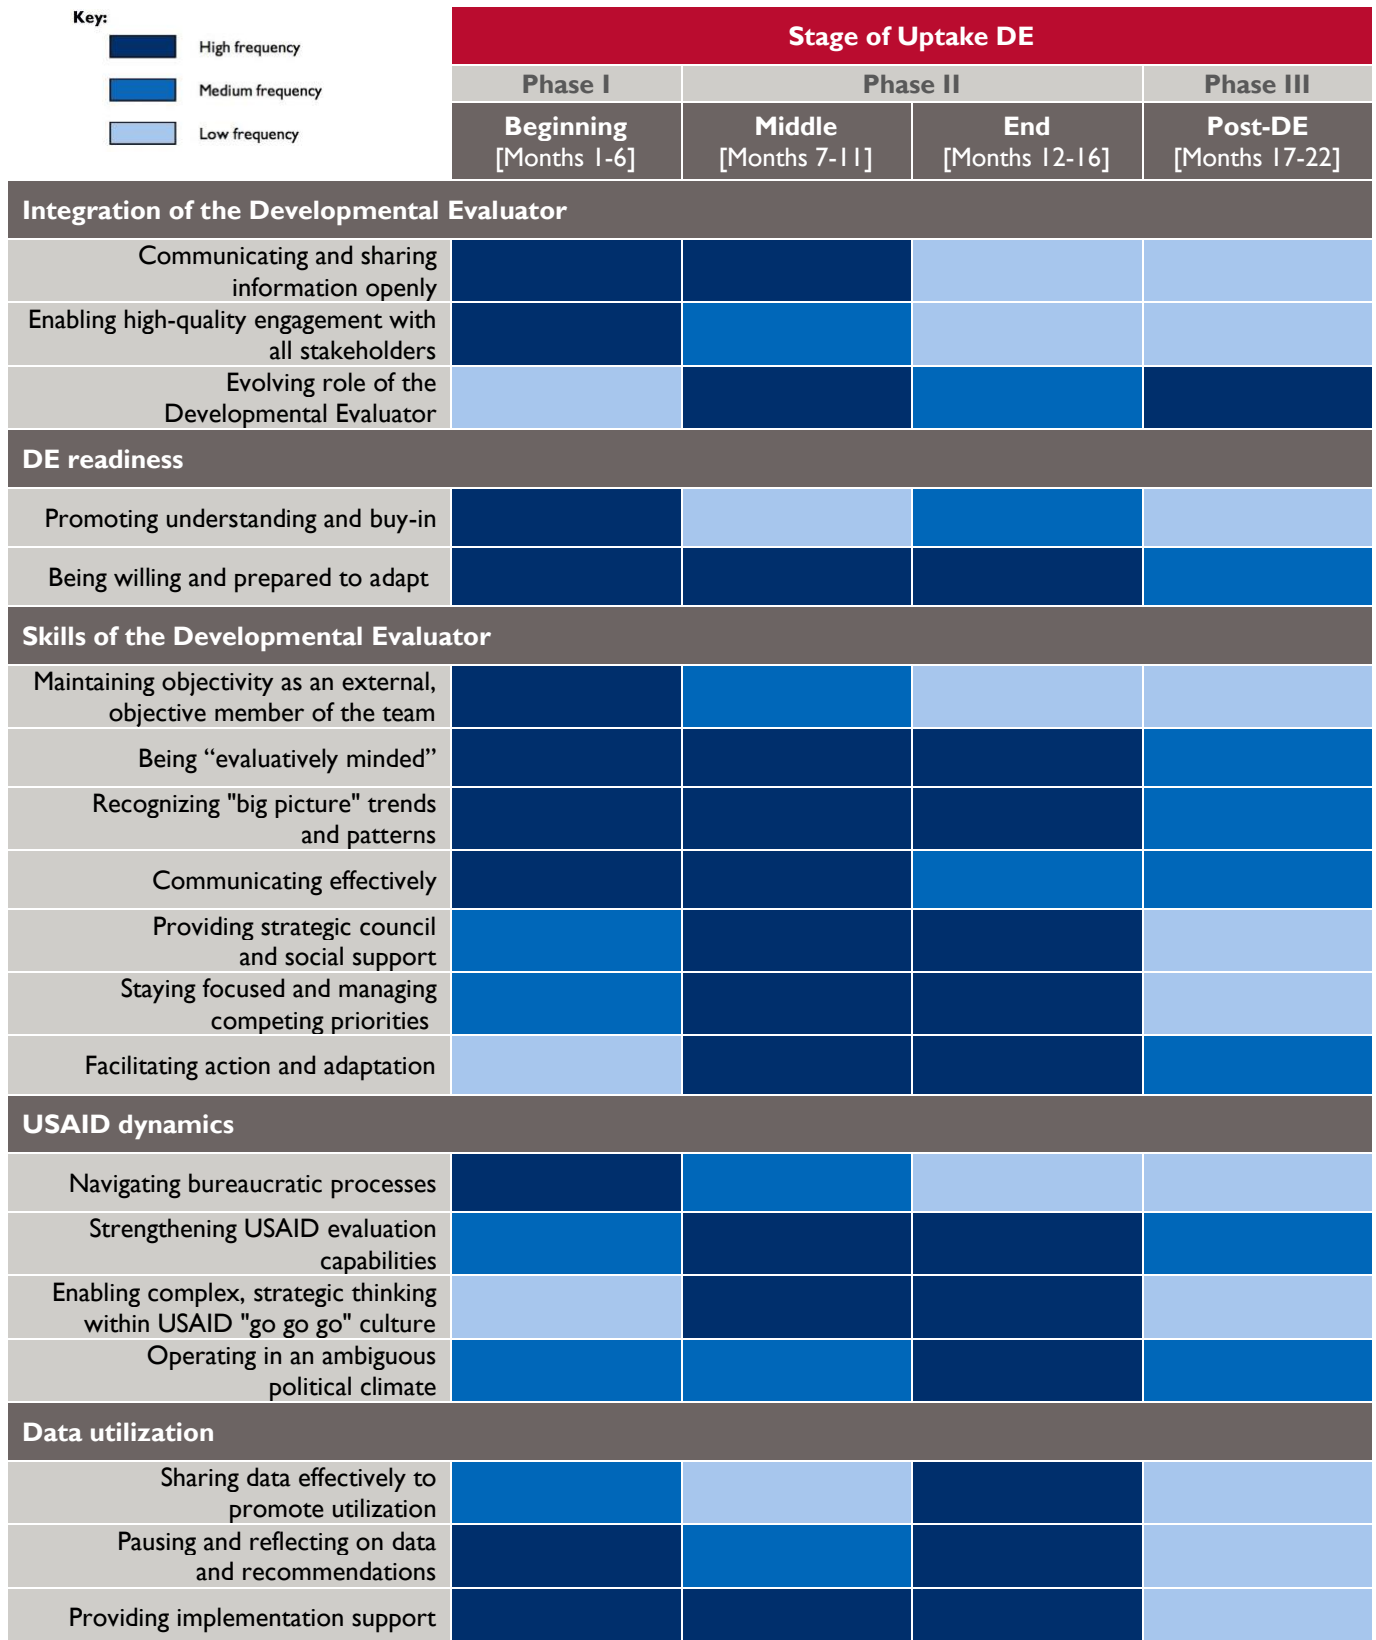 Key:
High frequency
Medium frequency
Low frequency
Stage of Uptake DE
Phase I
Phase II
Phase III
Beginning
[Months 1-6]
Middle
[Months 7-11]
End
[Months 12-16]
Post-DE
[Months 17-22]
Integration of the Developmental Evaluator
Communicating and sharing
information openly
Enabling high-quality engagement with
all stakeholders
Evolving role of the
Developmental Evaluator
DE readiness
Promoting understanding and buy-in
Being willing and prepared to adapt
Skills of the Developmental Evaluator
Maintaining objectivity as an external,
objective member of the team
Being “evaluatively minded”
Recognizing "big picture" trends
and patterns
Communicating effectively
Providing strategic council
and social support
Staying focused and managing
competing priorities
Facilitating action and adaptation
USAID dynamics
Navigating bureaucratic processes
Strengthening USAID evaluation
capabilities
Enabling complex, strategic thinking
within USAID "go go go" culture
Operating in an ambiguous
political climate
Data utilization
Sharing data effectively to
promote utilization
Pausing and reflecting on data
and recommendations
Providing implementation support